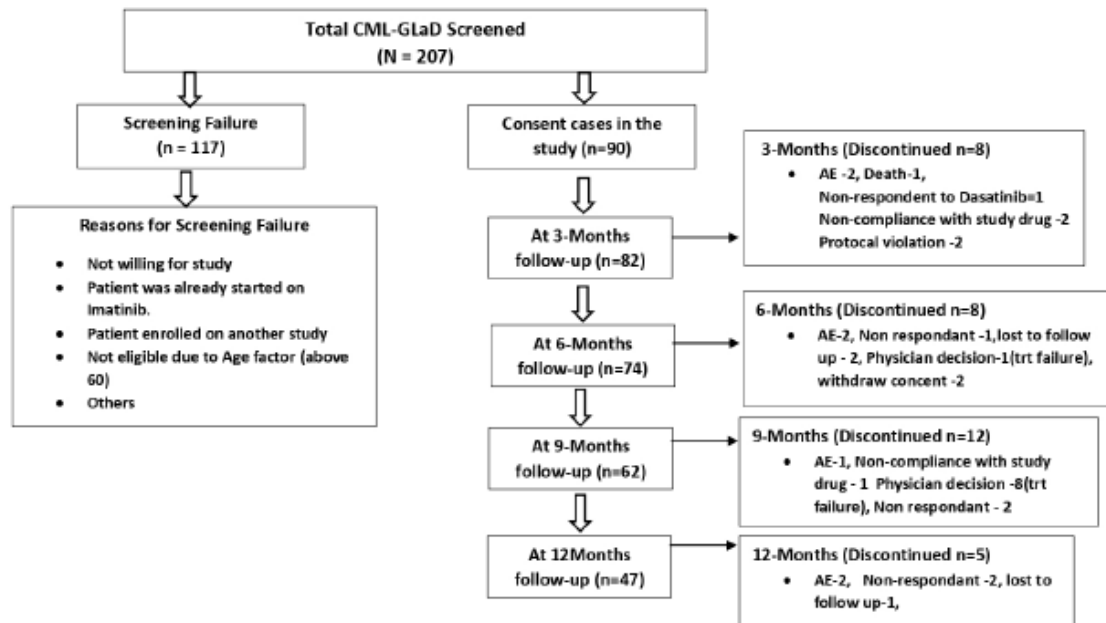 Total CML-GLaD Screened
(N = 207)
Screening Failure
(n = 117)
Reasons for Screening Failure
• Not willing for study
• Patient was already started on
Imatinib.
• Patient enrolled on another study
• Not eligible due to Age factor (above
60)
• Others
Consent cases in the
study (n=90)
At 3-Months
follow-up (n=82)
3-Months (Discontinued n=8)
• AE -2, Death-1,
Non-respondent to Dasatinib=1
Non-compliance with study drug -2
Protocal violation -2
At 6-Months
follow-up (n=74)
6-Months (Discontinued n=8)
• AE-2, Non respondant -1,lost to follow
up - 2, Physician decision-1(trt failure),
withdraw concent -2
At 9-Months
follow-up (n=62)
9-Months (Discontinued n=12)
• AE-1, Non-compliance with study
drug - 1 Physician decision -8(trt
failure), Non respondant - 2
At 12Months
follow-up (n=47)
12-Months (Discontinued n=5)
• AE-2, Non-respondant -2, lost to
follow up-1,